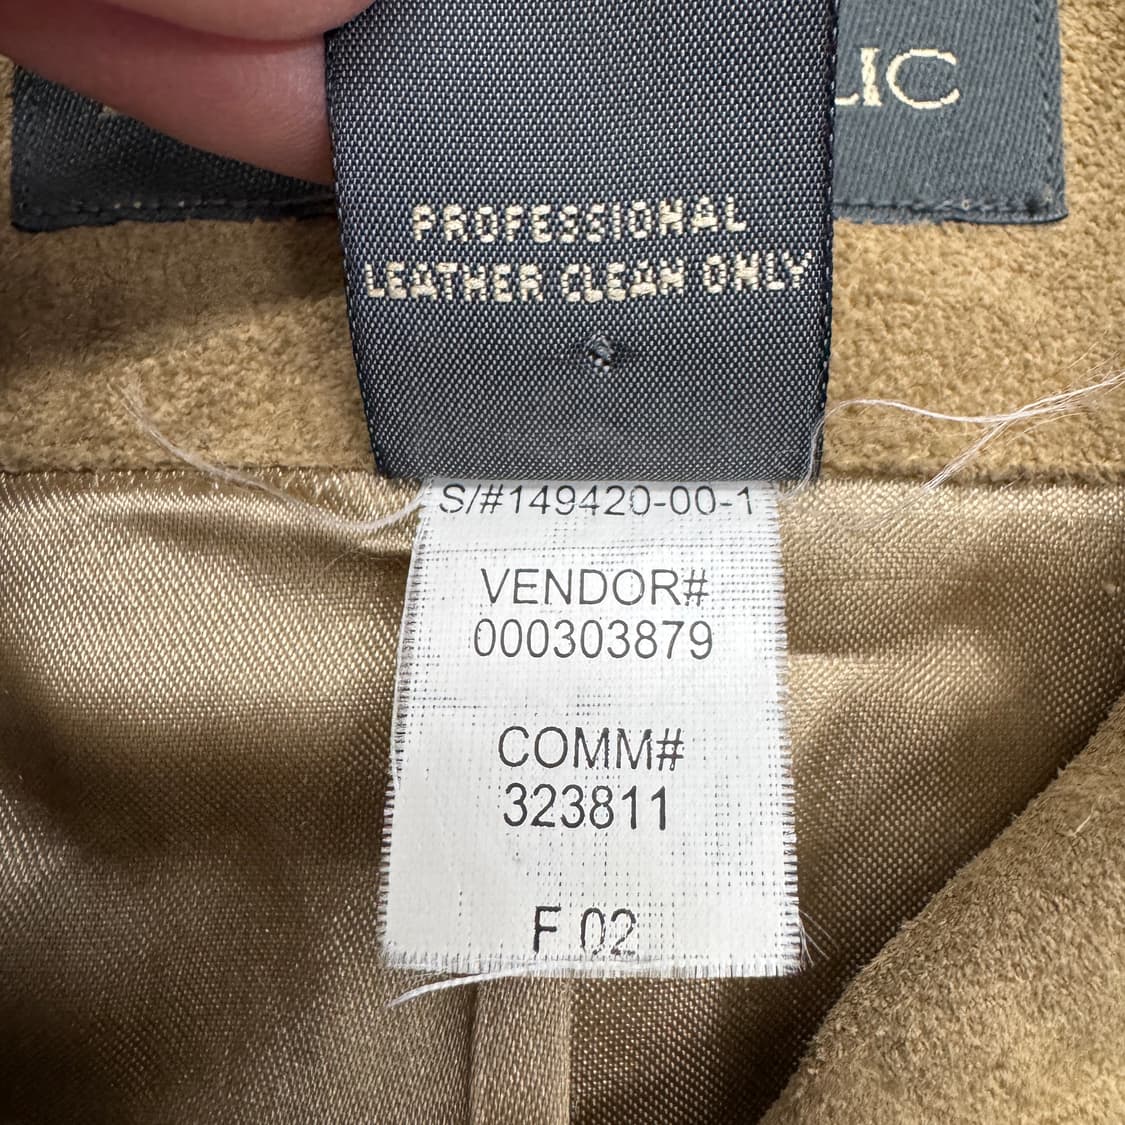 LIC
PROFESSIONAL
LEATHER CLEAN ONLY
S/#149420-00-1
VENDOR#
000303879
COMM#
323811
F 02